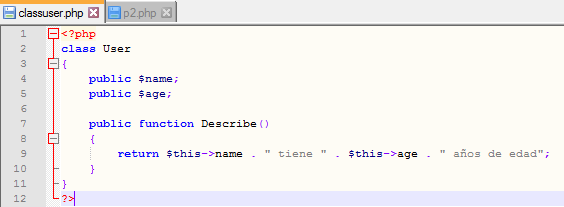 classuser.php p2.php
1 <?php
2 class User
3 {
4 public $name;
5 public $age;
6
7 public function Describe()
8 {
9 return $this->name . " tiene " . $this->age . " años de edad";
10 }
11 }
12 ?>